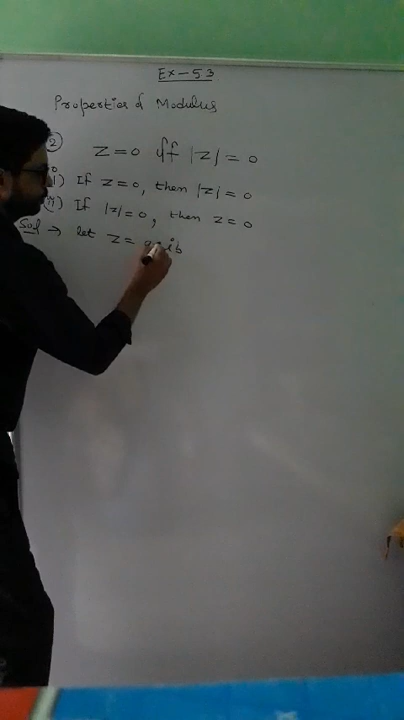 Ex-53
Properties of Modulus
2) Z=0 iff |Z|=0
i) If Z=0, then |Z|=0
ii) If |Z|=0, then Z=0
Sol → let Z= a+ib